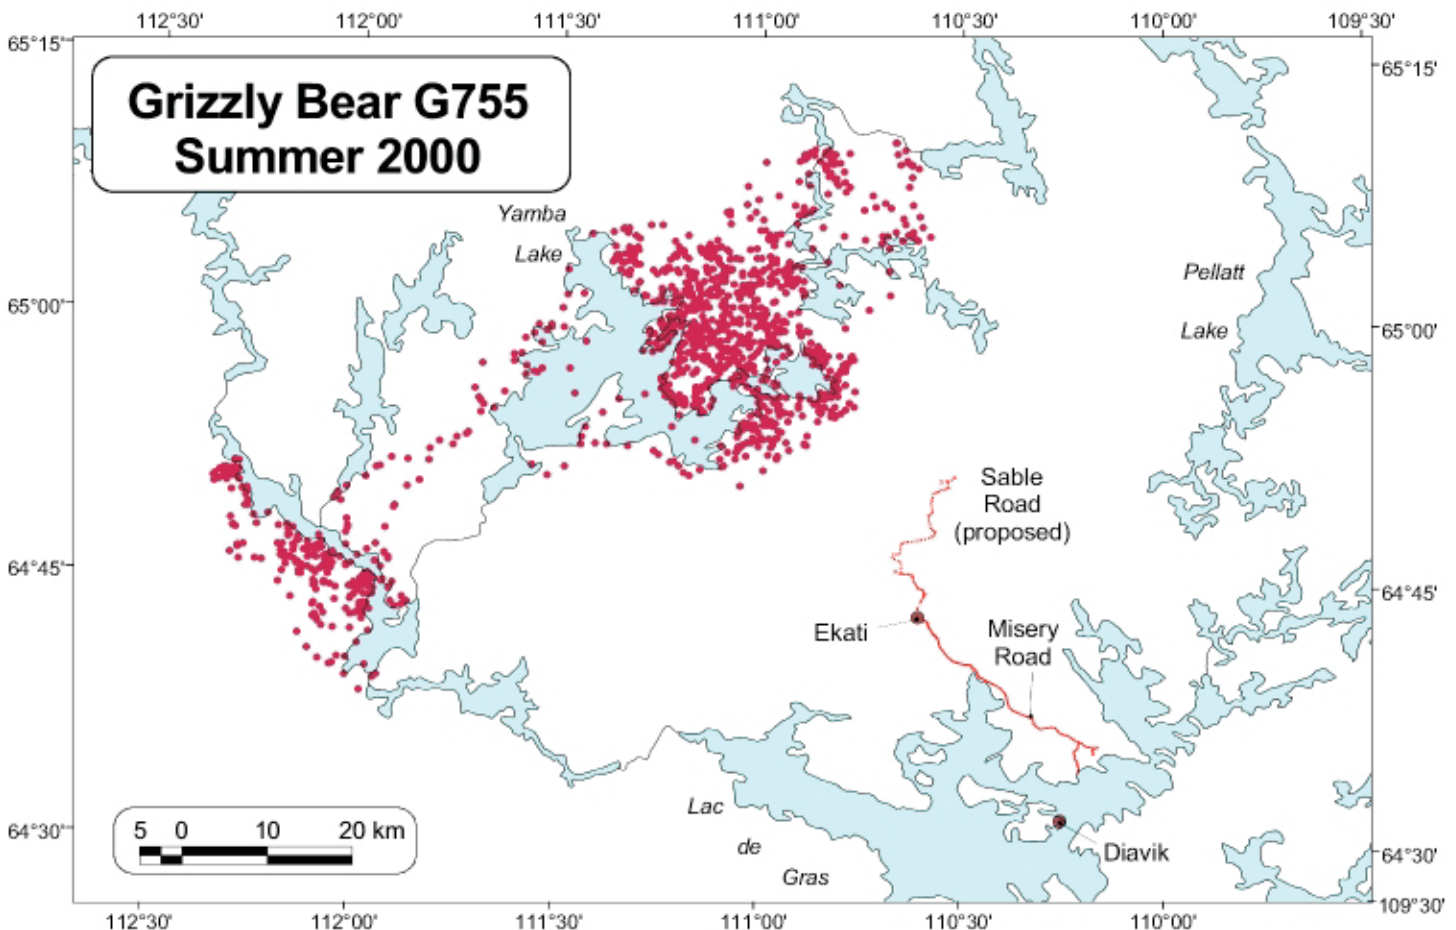 112°30' 112°00' 111°30' 111°00' 110°30' 110°00' 109°30'
65°15'
65°15'
Grizzly Bear G755
Summer 2000
Yamba
Lake
Pellatt
Lake
65°00'
65°00'
Sable
Road
(proposed)
64°45'
64°45'
Ekati
Misery
Road
Lac
de
Gras
Diavik
64°30'
64°30'
5 0 10 20 km
112°30' 112°00' 111°30' 111°00' 110°30' 110°00' 109°30'